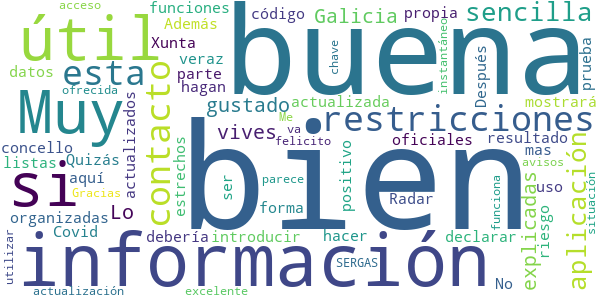 acceso
funciones
código
Galicia
propia
sencilla
útil
Además
buena
instantáneo
Xunta
chave
Después
prueba
datos
esta
veraz
parte
hagan
ofrecida
actualizada
mostrará
Muy
contacto
gustado
restricciones
concello
actualizados
vives
Me
va
felicito
oficiales
resultado
listas
Quizás
aquí
estrechos
bien
mas
avisos
aplicación
si
Gracias
ser
parece
positivo
Radar
funciona
uso
situación
organizadas
Lo
forma
explicadas
riesgo
Covid
debería
introducir
hacer
declarar
utilizar
información
SERGAS
No
actualización
excelente